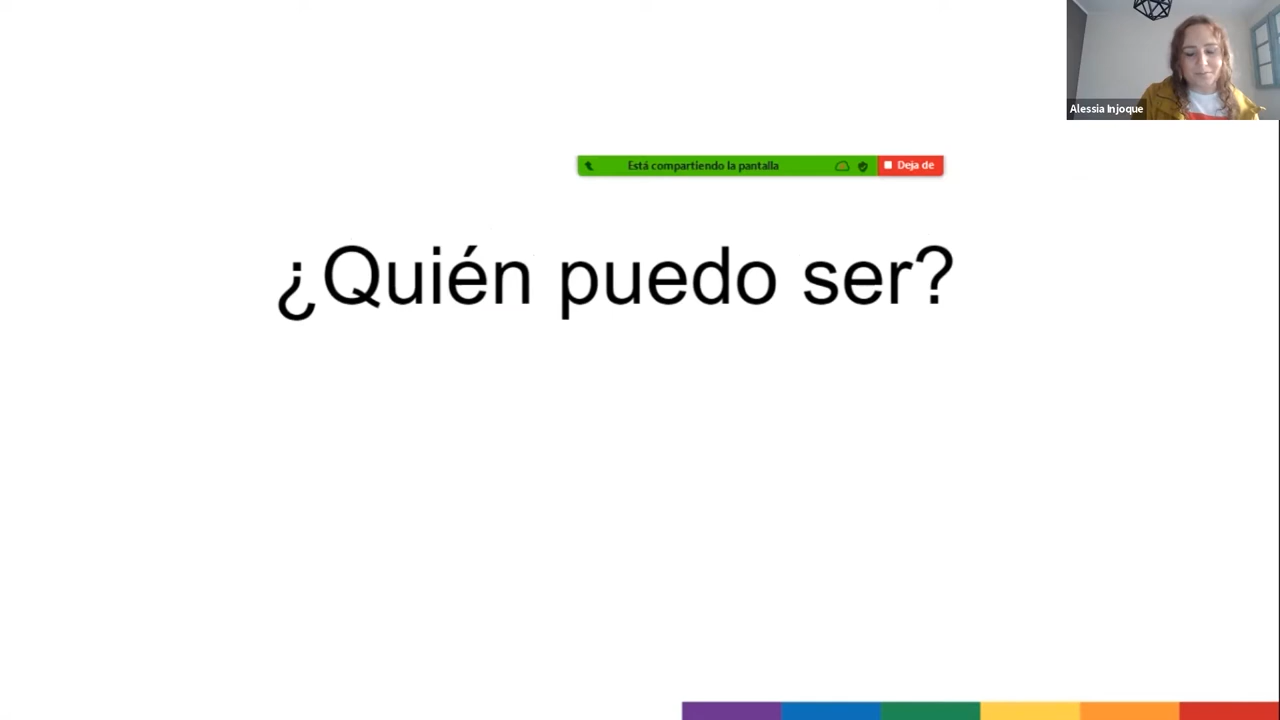 Alessia Injoque
Está compartiendo la pantalla
Deja de
¿Quién puedo ser?